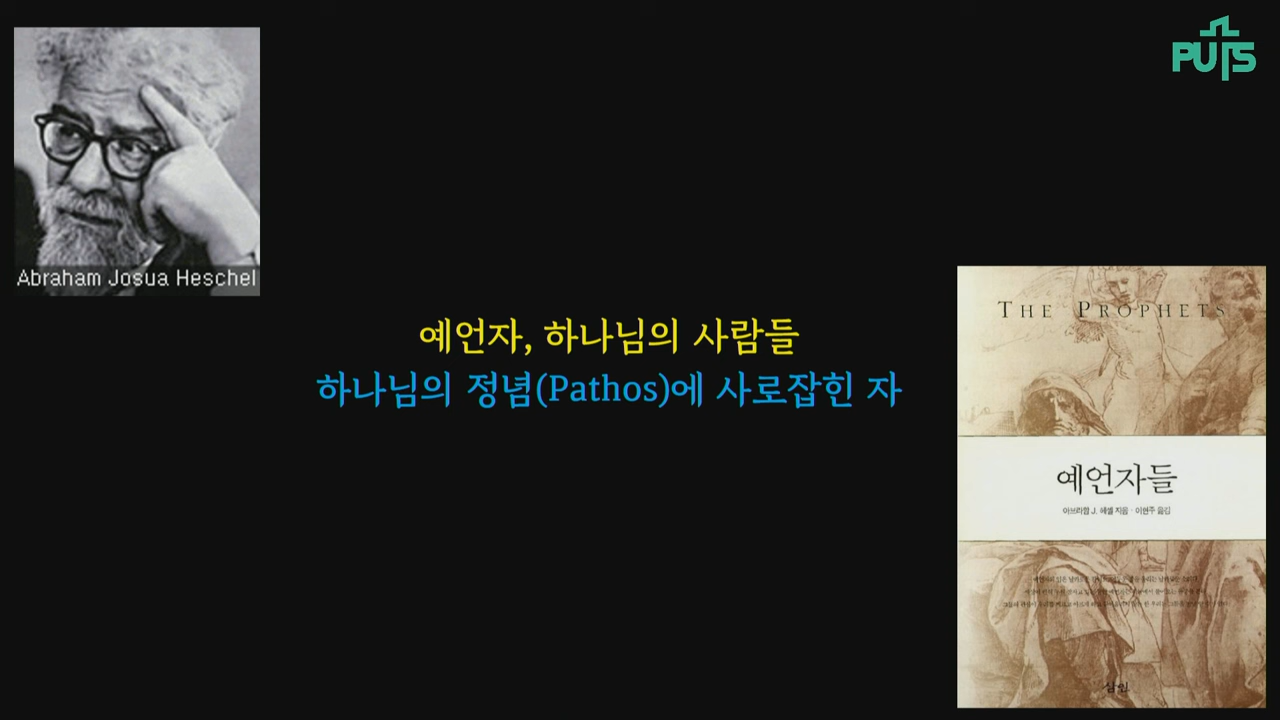 PUTS
Abraham Josua Heschel
예언자, 하나님의 사람들
하나님의 정념(Pathos)에 사로잡힌 자
THE PROPHETS
예언자들
아브라함 J. 헤셸 지음 · 이현주 옮김
삼인